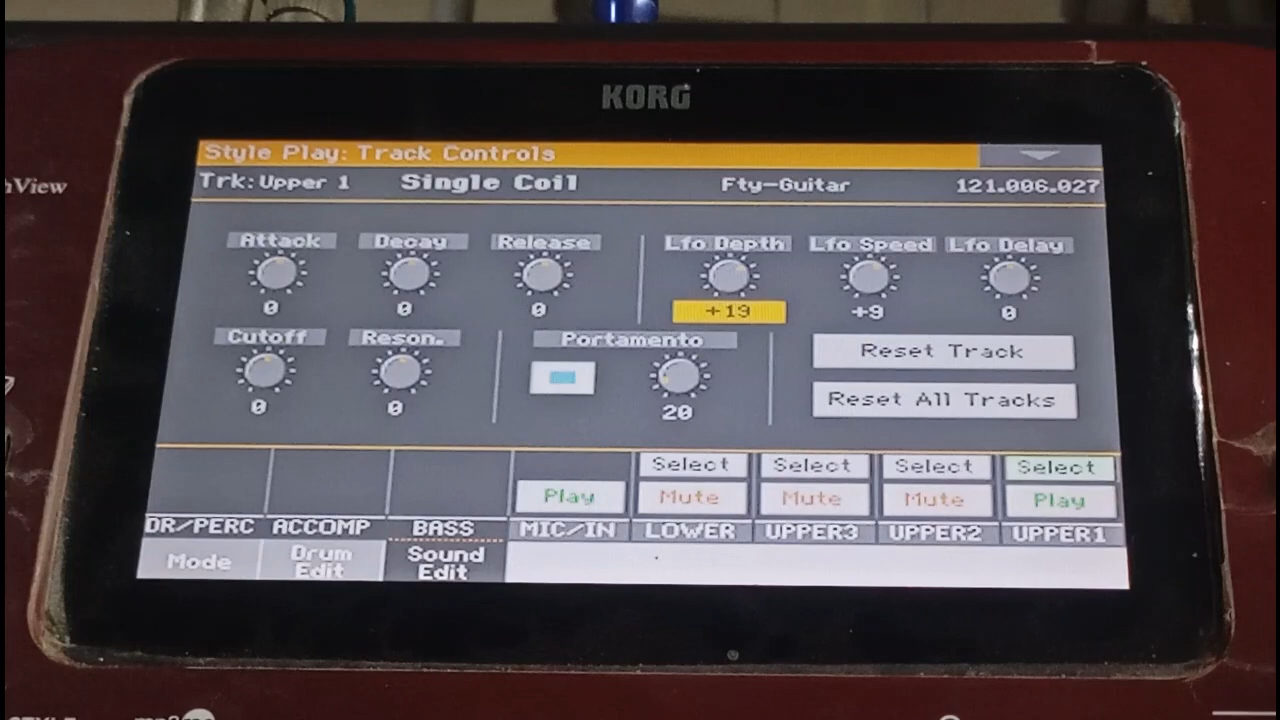 KORG
Style Play: Track Controls
Trk: Upper 1 Single Coil Fty-Guitar 121.006.027
Attack Decay Release Lfo Depth Lfo Speed Lfo Delay
0 0 0 +19 +9 0
Cutoff Reson. Portamento Reset Track
0 0 20 Reset All Tracks
Select Select Select Select
Play Mute Mute Mute Play
DR/PERC ACCOMP BASS MIC/IN LOWER UPPER3 UPPER2 UPPER1
Mode Drum Edit Sound Edit
View